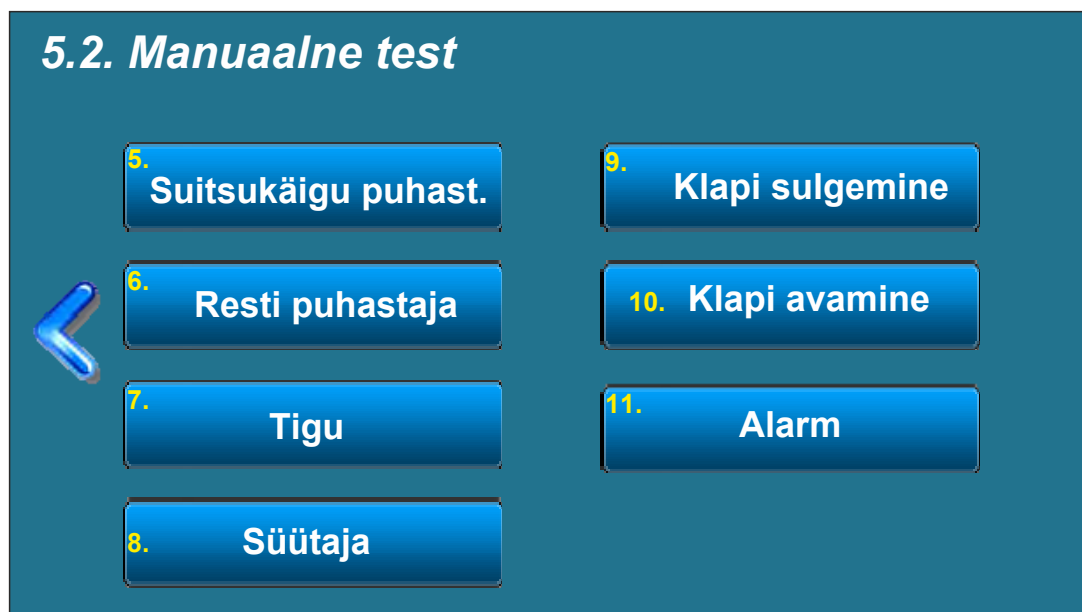 5.2. Manuaalne test
5.
Suitsukäigu puhast.
6.
Resti puhastaja
7.
Tigu
8.
Süütaja
9.
Klapi sulgemine
10. Klapi avamine
11.
Alarm